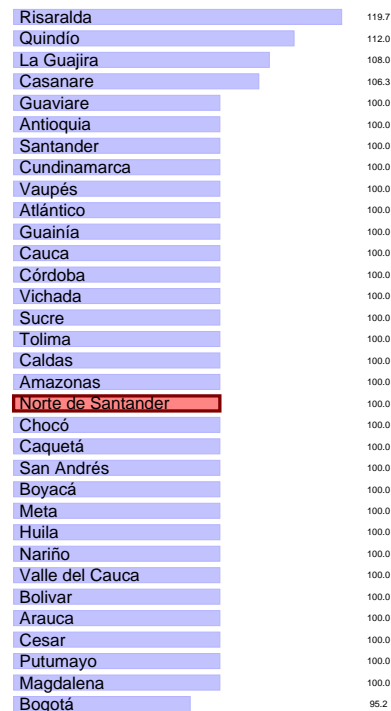 Risaralda 119.7
Quindío 112.0
La Guajira 108.0
Casanare 106.3
Guaviare 100.0
Antioquia 100.0
Santander 100.0
Cundinamarca 100.0
Vaupés 100.0
Atlántico 100.0
Guainía 100.0
Cauca 100.0
Córdoba 100.0
Vichada 100.0
Sucre 100.0
Tolima 100.0
Caldas 100.0
Amazonas 100.0
Norte de Santander 100.0
Chocó 100.0
Caquetá 100.0
San Andrés 100.0
Boyacá 100.0
Meta 100.0
Huila 100.0
Nariño 100.0
Valle del Cauca 100.0
Bolivar 100.0
Arauca 100.0
Cesar 100.0
Putumayo 100.0
Magdalena 100.0
Bogotá 95.2